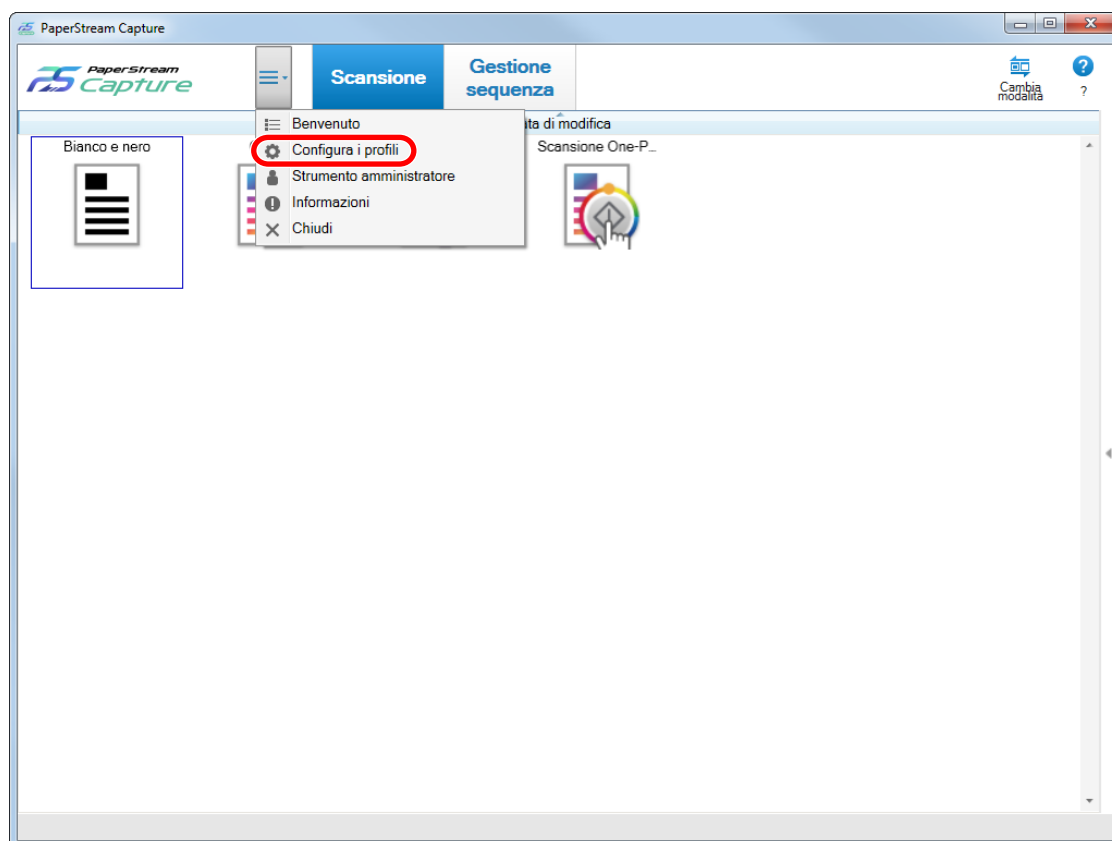 PaperStream Capture
PaperStream
Capture
Scansione
Gestione
sequenza
Cambia
modalità
?
Benvenuto
Configura i profili
Strumento amministratore
Informazioni
Chiudi
di modifica
Bianco e nero
Scansione One-P...